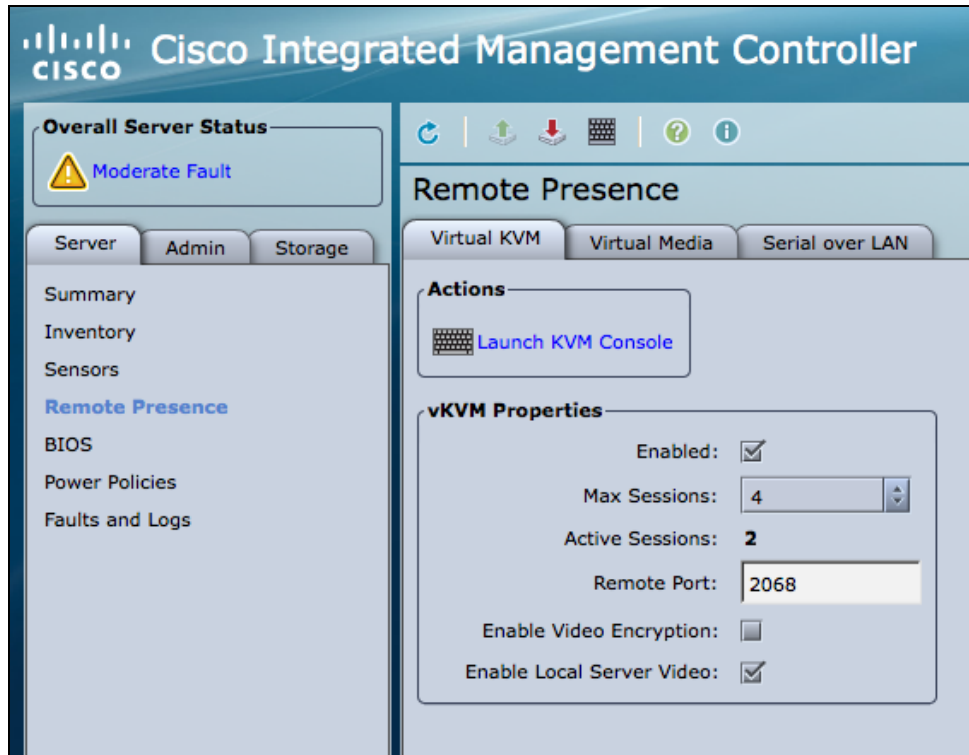 CISCO
Cisco Integrated Management Controller
Overall Server Status
Moderate Fault
Server
Admin
Storage
Summary
Inventory
Sensors
Remote Presence
BIOS
Power Policies
Faults and Logs
Remote Presence
Virtual KVM
Virtual Media
Serial over LAN
Actions
Launch KVM Console
vKVM Properties
Enabled:
Max Sessions: 4
Active Sessions: 2
Remote Port: 2068
Enable Video Encryption:
Enable Local Server Video: